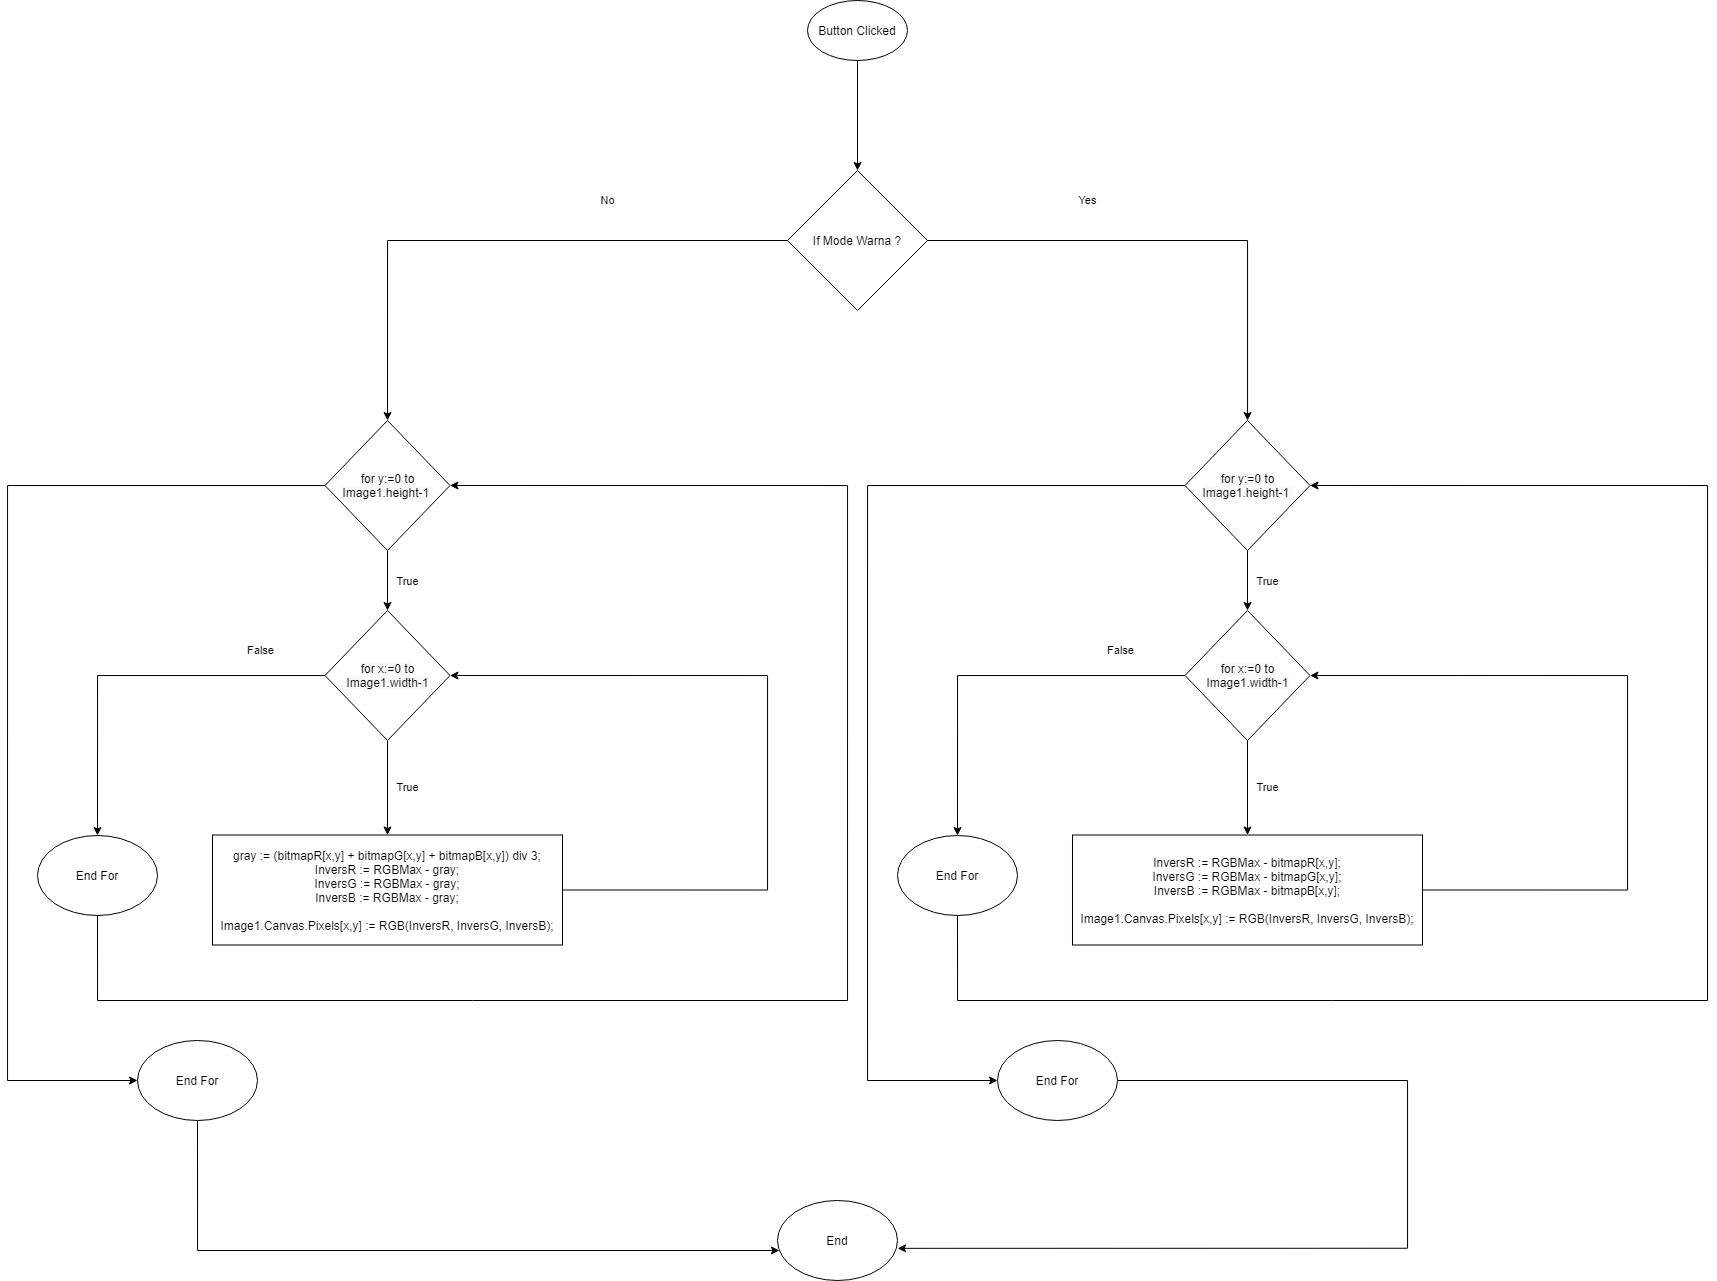 Button Clicked
No
Yes
If Mode Warna ?
for y:=0 to
Image1.height-1
True
False
for x:=0 to
Image1.width-1
True
End For
gray := (bitmapR[x,y] + bitmapG[x,y] + bitmapB[x,y]) div 3;
InversR := RGBMax - gray;
InversG := RGBMax - gray;
InversB := RGBMax - gray;
Image1.Canvas.Pixels[x,y] := RGB(InversR, InversG, InversB);
End For
for y:=0 to
Image1.height-1
True
False
for x:=0 to
Image1.width-1
True
End For
InversR := RGBMax - bitmapR[x,y];
InversG := RGBMax - bitmapG[x,y];
InversB := RGBMax - bitmapB[x,y];
Image1.Canvas.Pixels[x,y] := RGB(InversR, InversG, InversB);
End For
End